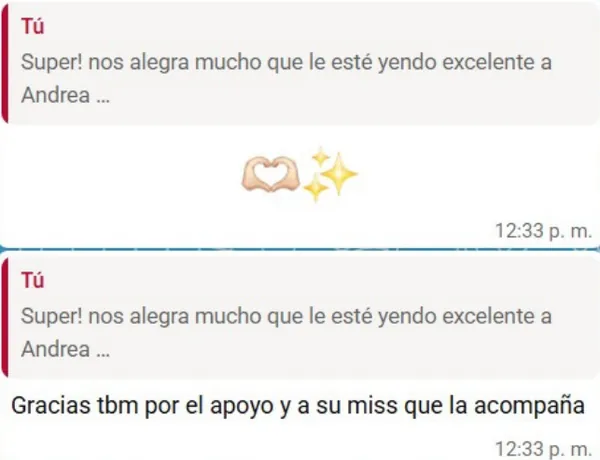 Tú
Super! nos alegra mucho que le esté yendo excelente a
Andrea ...
🫶🏻✨
12:33 p. m.
Tú
Super! nos alegra mucho que le esté yendo excelente a
Andrea ...
Gracias tbm por el apoyo y a su miss que la acompaña
12:33 p. m.